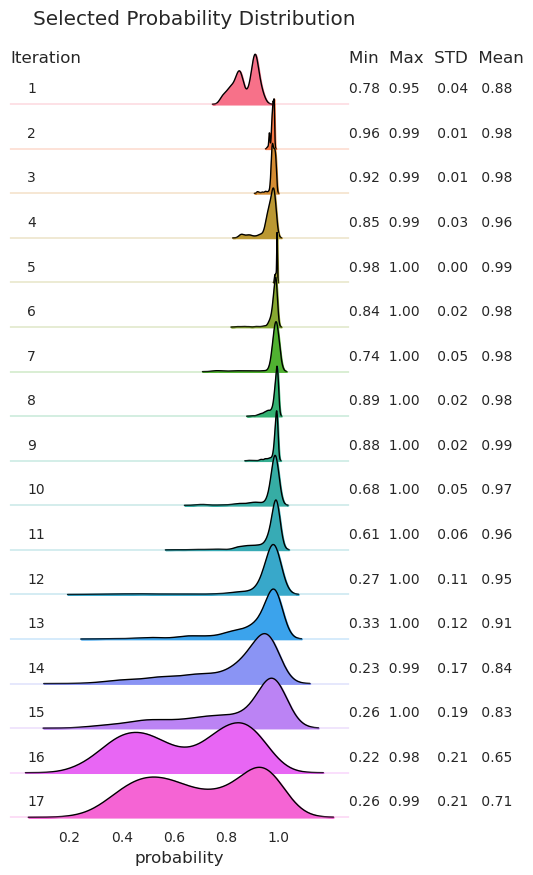 Selected Probability Distribution
Iteration Min Max STD Mean
1 0.78 0.95 0.04 0.88
2 0.96 0.99 0.01 0.98
3 0.92 0.99 0.01 0.98
4 0.85 0.99 0.03 0.96
5 0.98 1.00 0.00 0.99
6 0.84 1.00 0.02 0.98
7 0.74 1.00 0.05 0.98
8 0.89 1.00 0.02 0.98
9 0.88 1.00 0.02 0.99
10 0.68 1.00 0.05 0.97
11 0.61 1.00 0.06 0.96
12 0.27 1.00 0.11 0.95
13 0.33 1.00 0.12 0.91
14 0.23 0.99 0.17 0.84
15 0.26 1.00 0.19 0.83
16 0.22 0.98 0.21 0.65
17 0.26 0.99 0.21 0.71
0.2 0.4 0.6 0.8 1.0
probability